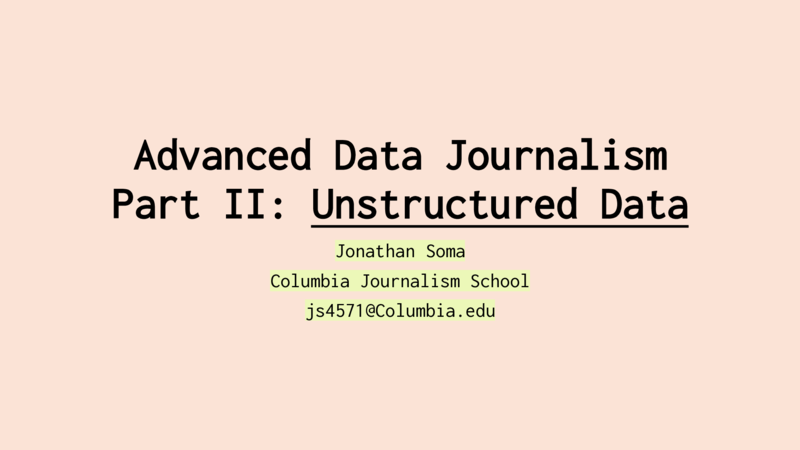 Advanced Data Journalism
Part II: Unstructured Data
Jonathan Soma
Columbia Journalism School
js4571@Columbia.edu